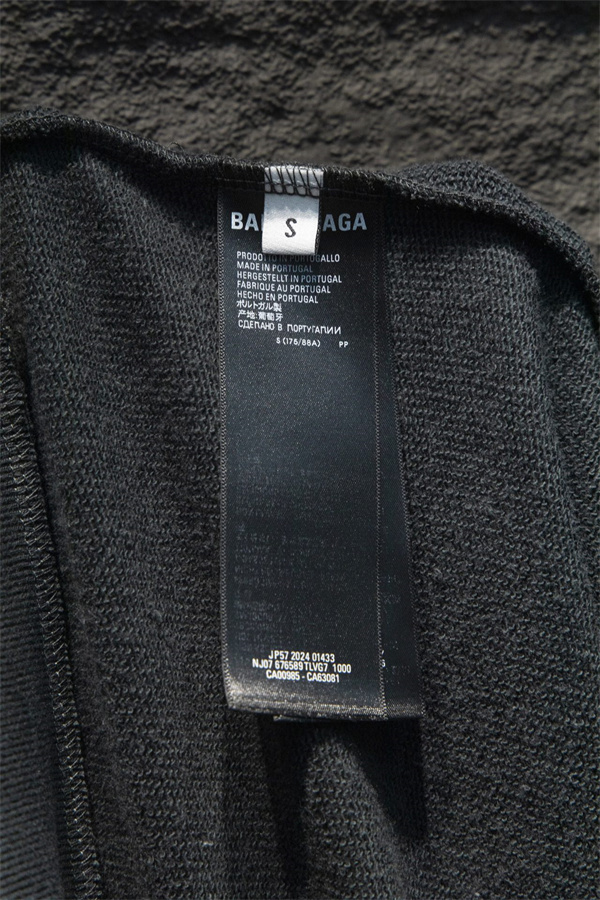 BA AGA
S
PRODOTTO IN PORTOGALLO
MADE IN PORTUGAL
HERGESTELLT IN PORTUGAL
FABRIQUE AU PORTUGAL
HECHO EN PORTUGAL
ポルトガル製
产地:葡萄牙
СДЕЛАНО В ПОРТУГАЛИИ
S (175/88A) PP
JP57 2024 01433
NJ07 676589TLVG7 1000
CA00985 - CA63081